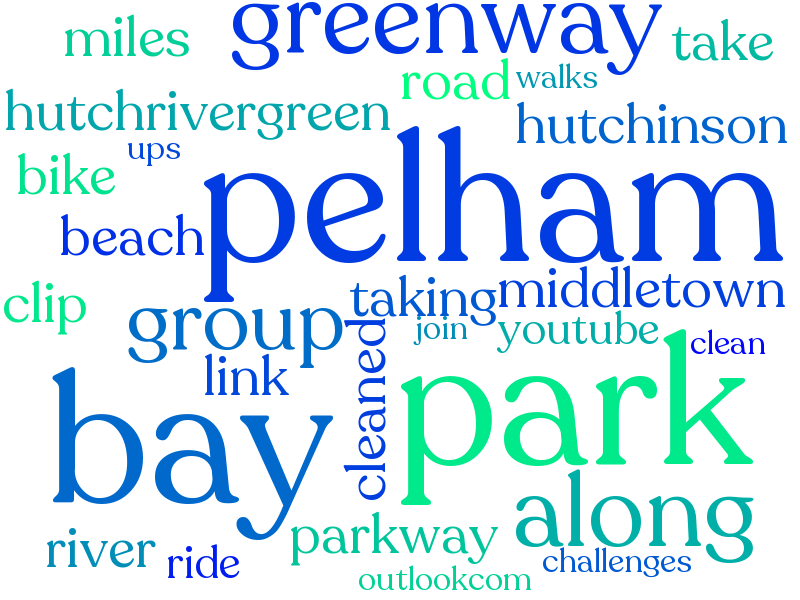 greenway
miles
take
road
walks
hutchrivergreen
hutchinson
ups
bike
pelham
beach
clip
taking
middletown
group
join
youtube
clean
link
cleaned
park
bay
along
river
ride
parkway
challenges
outlookcom